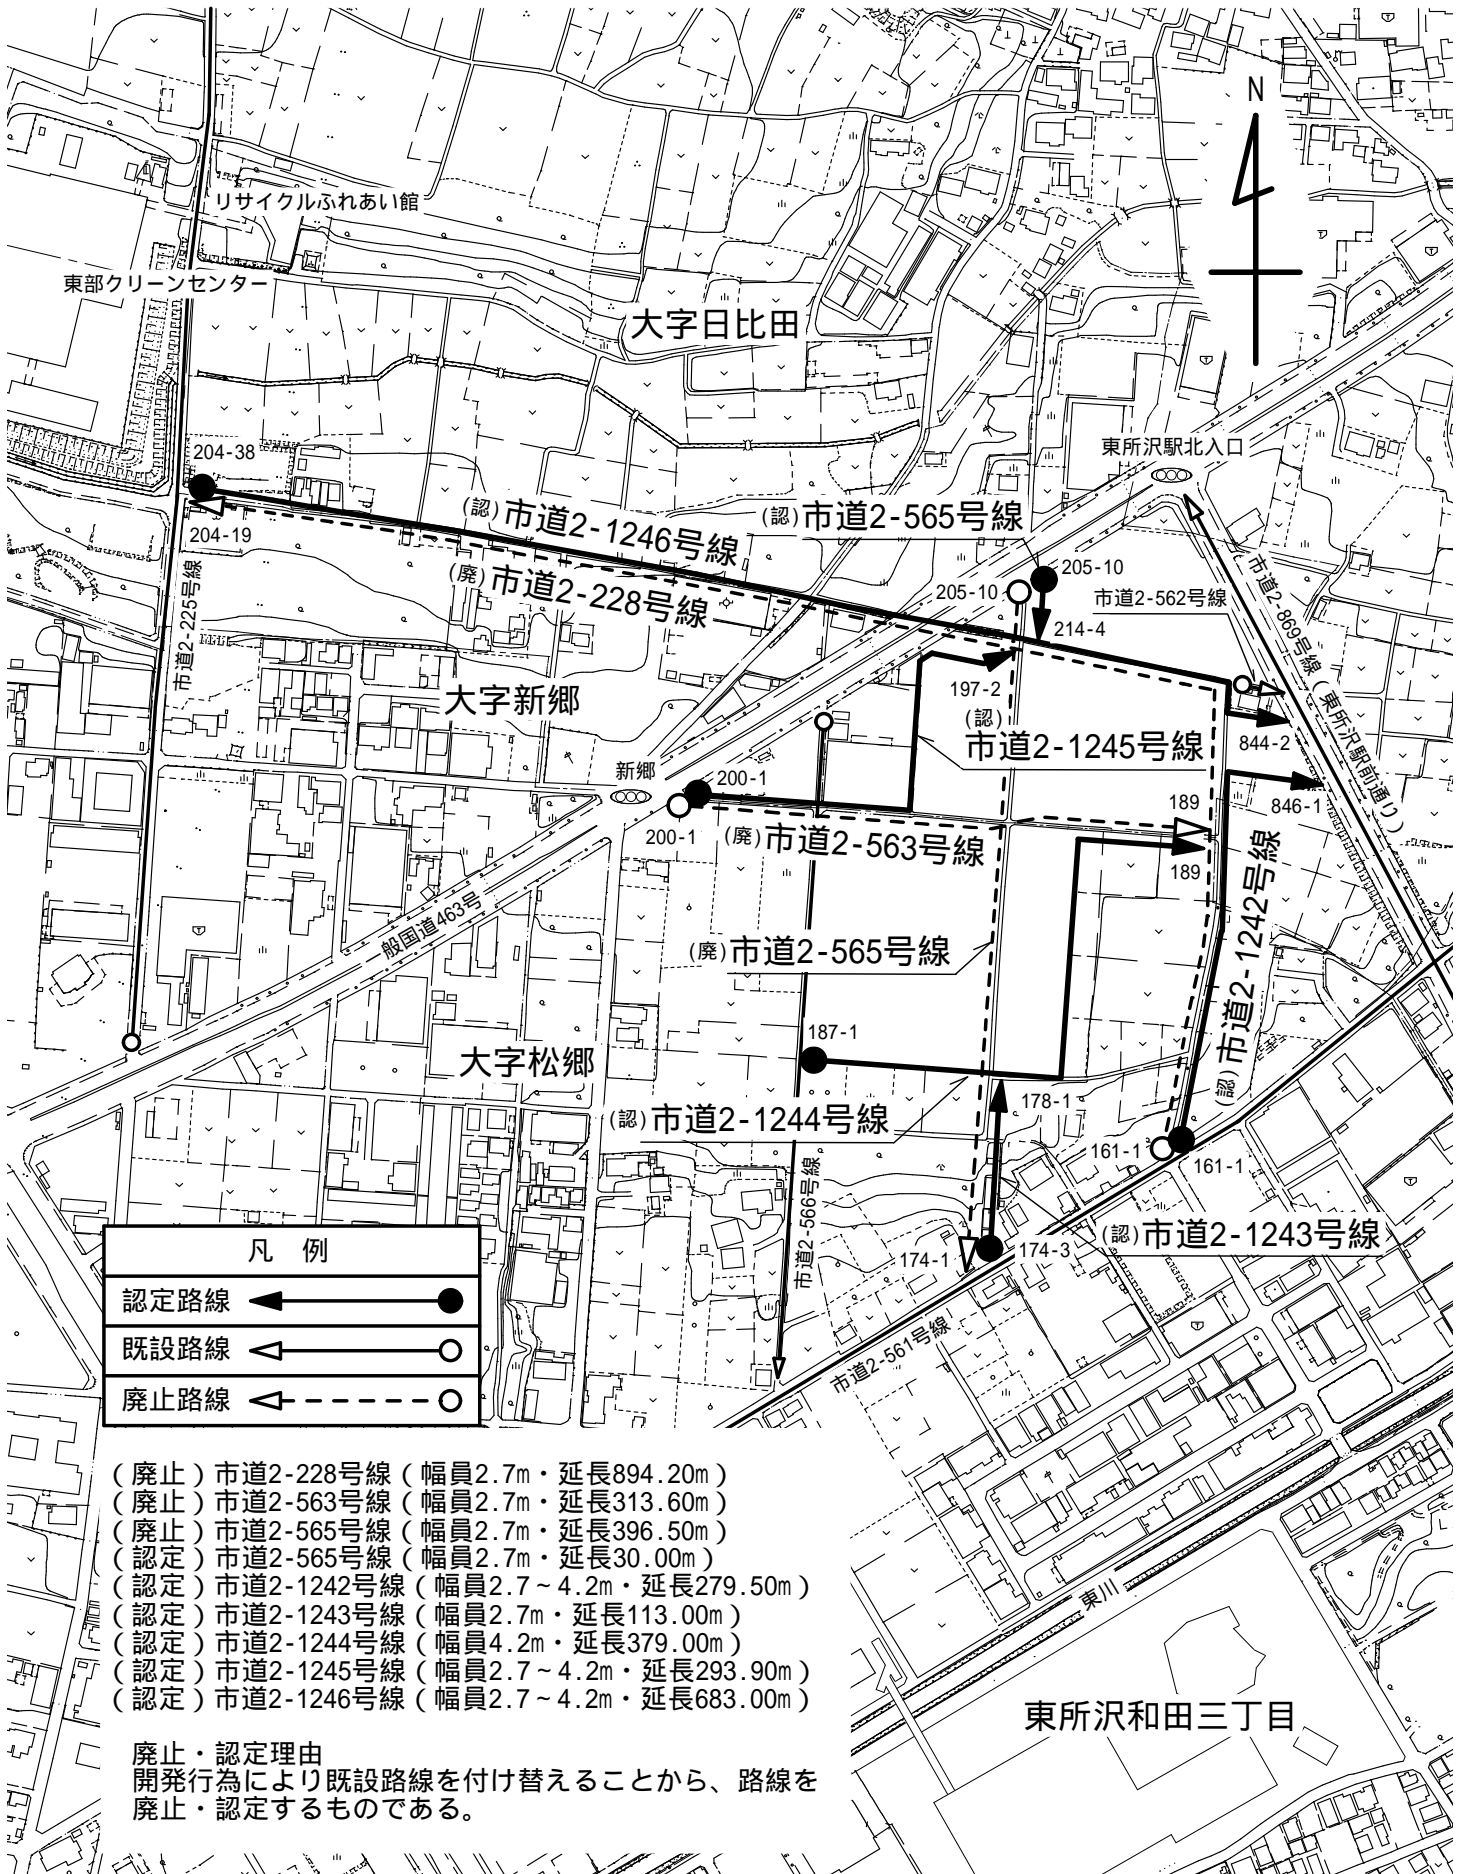 N
リサイクルふれあい館
東部クリーンセンター
大字日比田
東所沢駅北入口
204-38
(認)市道2-1246号線
(認)市道2-565号線
204-19
(廃)市道2-228号線
205-10
205-10
市道2-562号線
市道2-869号線(東所沢駅前通り)
市道2-225号線
214-4
大字新郷
197-2
(認)
市道2-1245号線
844-2
新郷
200-1
846-1
200-1
(廃)市道2-563号線
189
189
一般国道463号
(廃)市道2-565号線
(認)市道2-1242号線
187-1
大字松郷
(認)市道2-1244号線
178-1
161-1
161-1
市道2-566号線
174-1
174-3
(認)市道2-1243号線
市道2-561号線
凡 例
認定路線
既設路線
廃止路線
(廃止)市道2-228号線(幅員2.7m・延長894.20m)
(廃止)市道2-563号線(幅員2.7m・延長313.60m)
(廃止)市道2-565号線(幅員2.7m・延長396.50m)
(認定)市道2-565号線(幅員2.7m・延長30.00m)
(認定)市道2-1242号線(幅員2.7~4.2m・延長279.50m)
(認定)市道2-1243号線(幅員2.7m・延長113.00m)
(認定)市道2-1244号線(幅員4.2m・延長379.00m)
(認定)市道2-1245号線(幅員2.7~4.2m・延長293.90m)
(認定)市道2-1246号線(幅員2.7~4.2m・延長683.00m)
東川
東所沢和田三丁目
廃止・認定理由
開発行為により既設路線を付け替えることから、路線を
廃止・認定するものである。